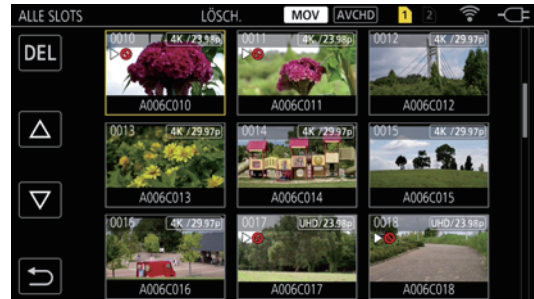 ALLE SLOTS LÖSCH. MOV AVCHD 1 2
DEL
0010 4K /23.98p 0011 4K /23.98p 0012 4K /29.97p
A006C010 A006C011 A006C012
0013 4K /29.97p 0014 4K /29.97p 0015 4K /29.97p
A006C013 A006C014 A006C015
0016 4K /29.97p 0017 UHD/23.98p 0018 UHD/23.98p
A006C016 A006C017 A006C018